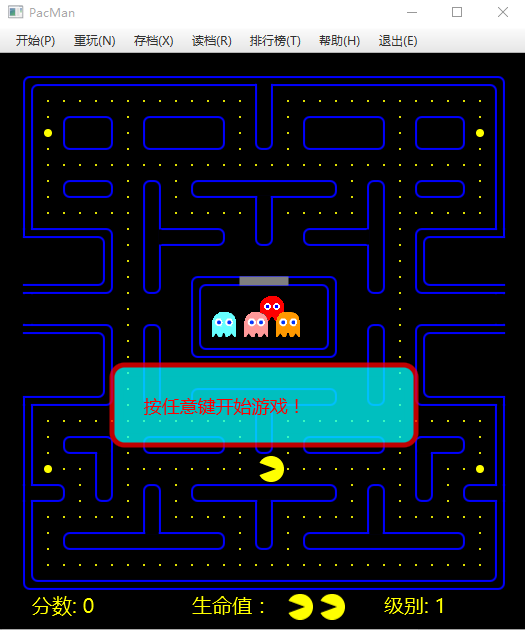 PacMan
开始(P) 重玩(N) 存档(X) 读档(R) 排行榜(T) 帮助(H) 退出(E)
按任意键开始游戏！
分数: 0 生命值： 级别: 1